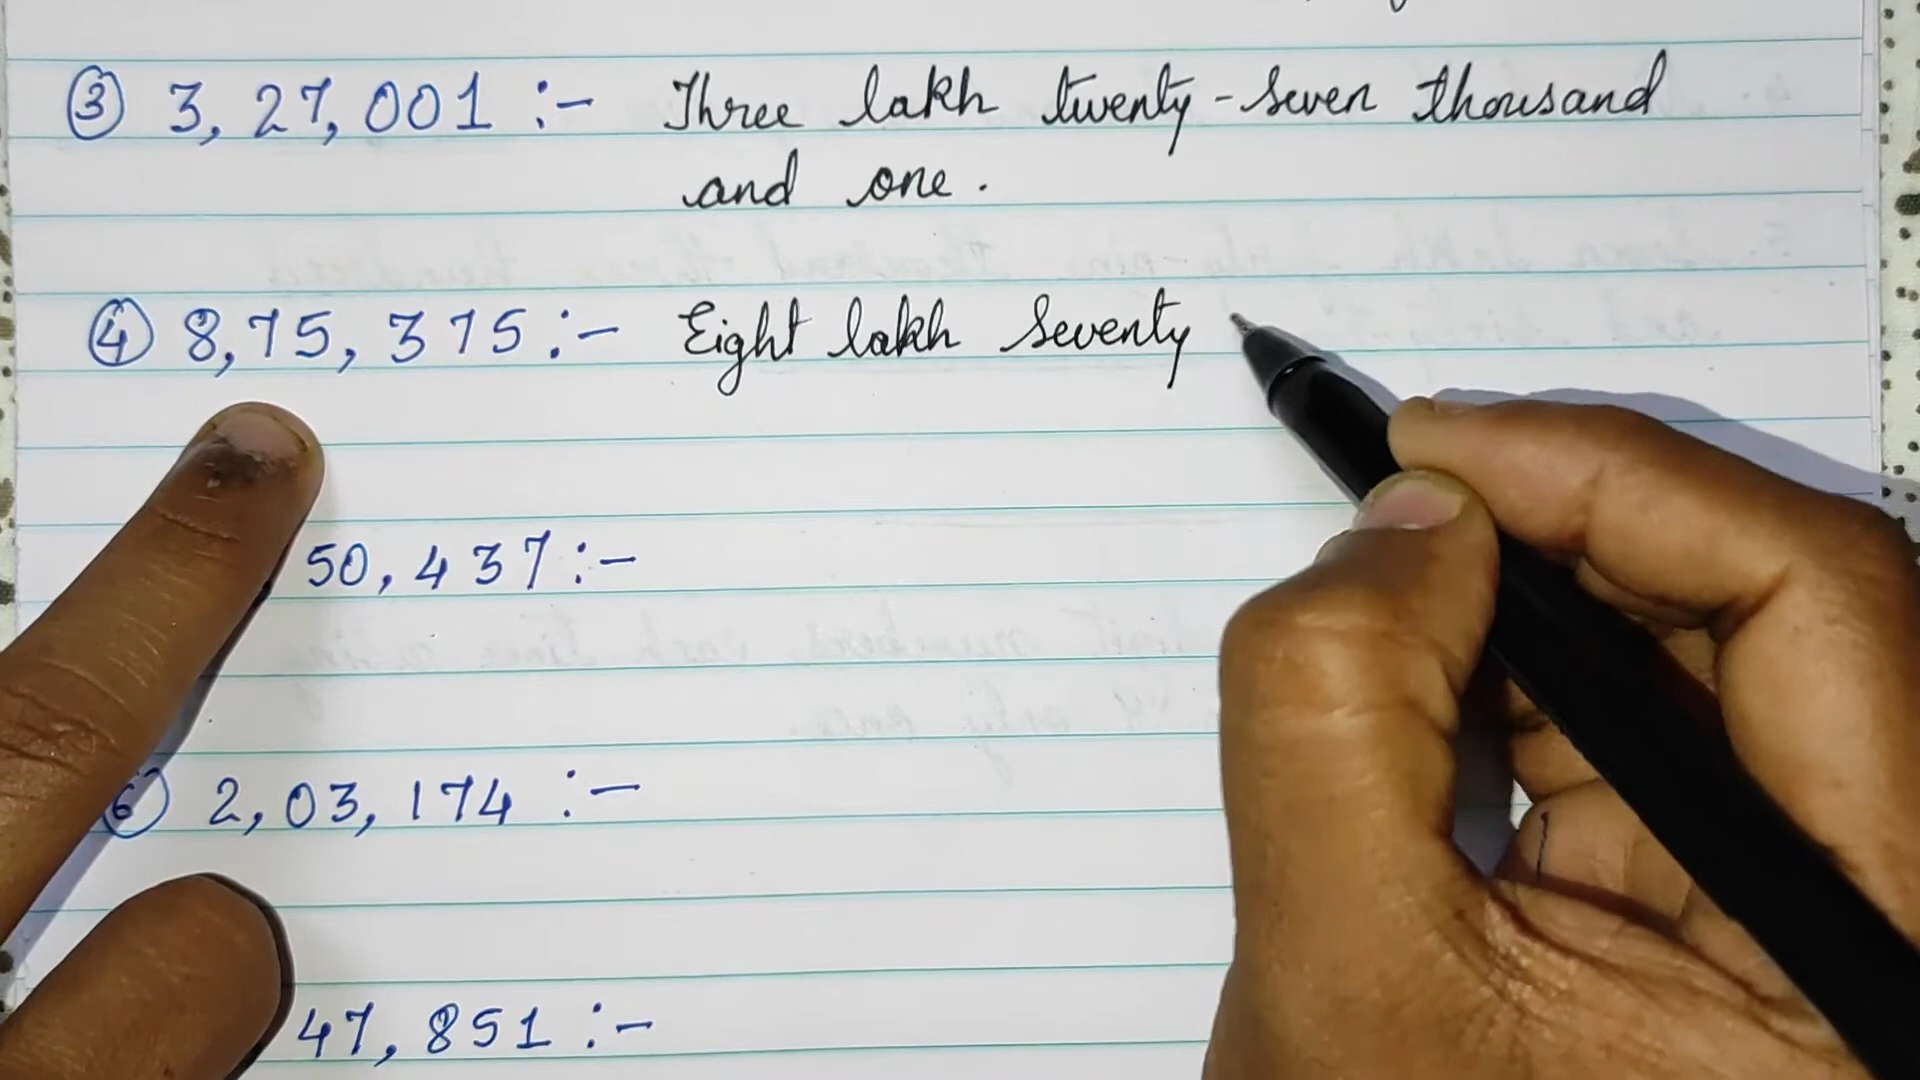 ③ 3,27,001 :- Three lakh twenty-seven thousand
and one.
④ 8,75,375 :- Eight lakh Seventy
50,437 :-
⑥ 2,03,174 :-
47,851 :-